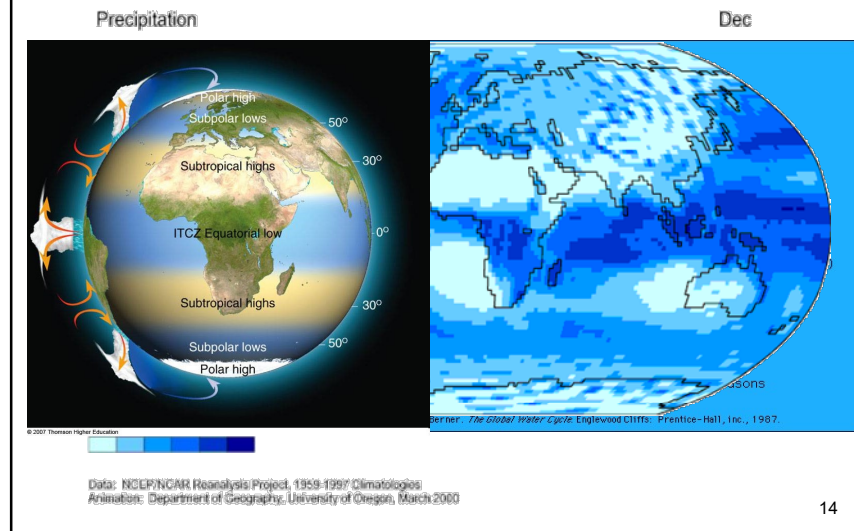 Precipitation
Dec
Polar high
Subpolar lows
50°
30°
Subtropical highs
ITCZ Equatorial low
0°
Subtropical highs
30°
50°
Subpolar lows
Polar high
© 2007 Thomson Higher Education
sons
Berner. The Global Water Cycle. Englewood Cliffs: Prentice-Hall, inc., 1987.
Data: NCEP/NCAR Reanalysis Project, 1959-1997 Climatologies
Animation: Department of Geography, University of Oregon, March 2000
14